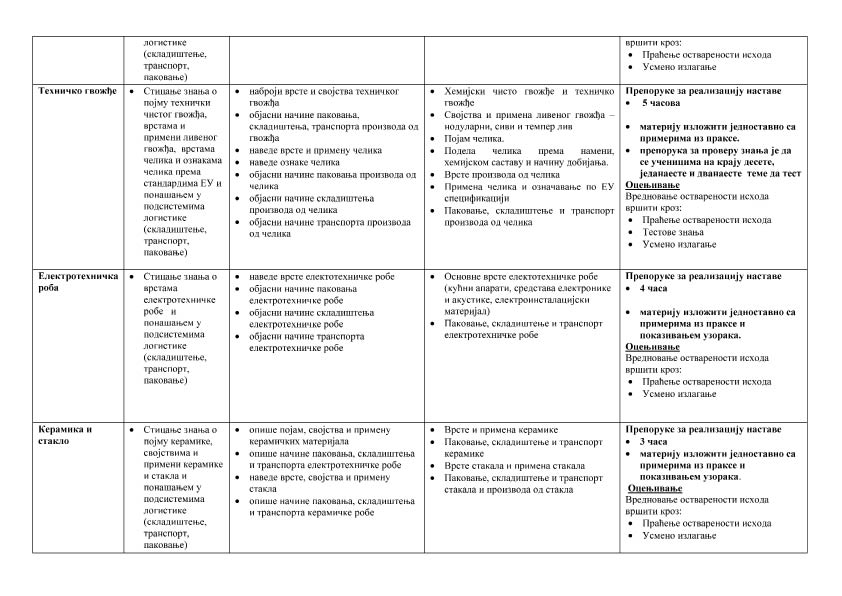 логистике
(складиштење,
транспорт,
паковање)
вршити кроз:
• Праћење остварености исхода
• Усмено излагање
Техничко гвожђе
• Стицање знања о
појму технички
чистог гвожђа,
врстама и
примени ливеног
гвожђа, врстама
челика и ознакама
челика према
стандардима ЕУ и
понашањем у
подсистемима
логистике
(складиштење,
транспорт,
паковање)
• наброји врсте и својства техничког
гвожђа
• објасни начине паковања,
складиштења, транспорта производа од
гвожђа
• наведе врсте и примену челика
• наведе ознаке челика
• објасни начине паковања производа од
челика
• објасни начине складиштења
производа од челика
• објасни начине транспорта производа
од челика
• Хемијски чисто гвожђе и техничко
гвожђе
• Својства и примена ливеног гвожђа –
нодуларни, сиви и темпер лив
• Појам челика.
• Подела челика према намени,
хемијском саставу и начину добијања.
• Врсте производа од челика
• Примена челика и означавање по ЕУ
спецификацији
• Паковање, складиштење и транспорт
производа од челика
Препоруке за реализацију наставе
• 5 часова
• материју изложити једноставно са
примерима из праксе.
• препорука за проверу знања је да
се ученицима на крају десете,
једанаесте и дванаесте теме да тест
Оцењивање
Вредновање остварености исхода
вршити кроз:
• Праћење остварености исхода
• Тестове знања
• Усмено излагање
Електротехничка
роба
• Стицање знања о
врстама
електротехничке
робе и
понашањем у
подсистемима
логистике
(складиштење,
транспорт,
паковање)
• наведе врсте електотехничке робе
• објасни начине паковања
електротехничке робе
• објасни начине складиштења
електротехничке робе
• објасни начине транспорта
електротехничке робе
• Основне врсте електотехничке робе
(кућни апарати, средстава електронике
и акустике, електроинсталацијски
материјал)
• Паковање, складиштење и транспорт
електротехничке робе
Препоруке за реализацију наставе
• 4 часа
• материју изложити једноставно са
примерима из праксе и
показивањем узорака.
Оцењивање
Вредновање остварености исхода
вршити кроз:
• Праћење остварености исхода
• Усмено излагање
Керамика и
стакло
• Стицање знања о
појму керамике,
својствима и
примени керамике
и стакла и
понашањем у
подсистемима
логистике
(складиштење,
транспорт,
паковање)
• опише појам, својства и примену
керамичких материјала
• опише начине паковања, складиштења
и транспорта електротехничке робе
• наведе врсте, својства и примену
стакла
• опише начине паковања, складиштења
и транспорта керамичке робе
• Врсте и примена керамике
• Паковање, складиштење и транспорт
керамике
• Врсте стакала и примена стакала
• Паковање, складиштење и транспорт
стакала и производа од стакла
Препоруке за реализацију наставе
• 3 часа
• материју изложити једноставно са
примерима из праксе и
показивањем узорака.
Оцењивање
Вредновање остварености исхода
вршити кроз:
• Праћење остварености исхода
• Усмено излагање